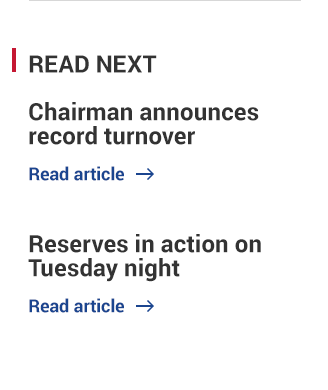 READ NEXT
Chairman announces
record turnover
Read article →
Reserves in action on
Tuesday night
Read article →